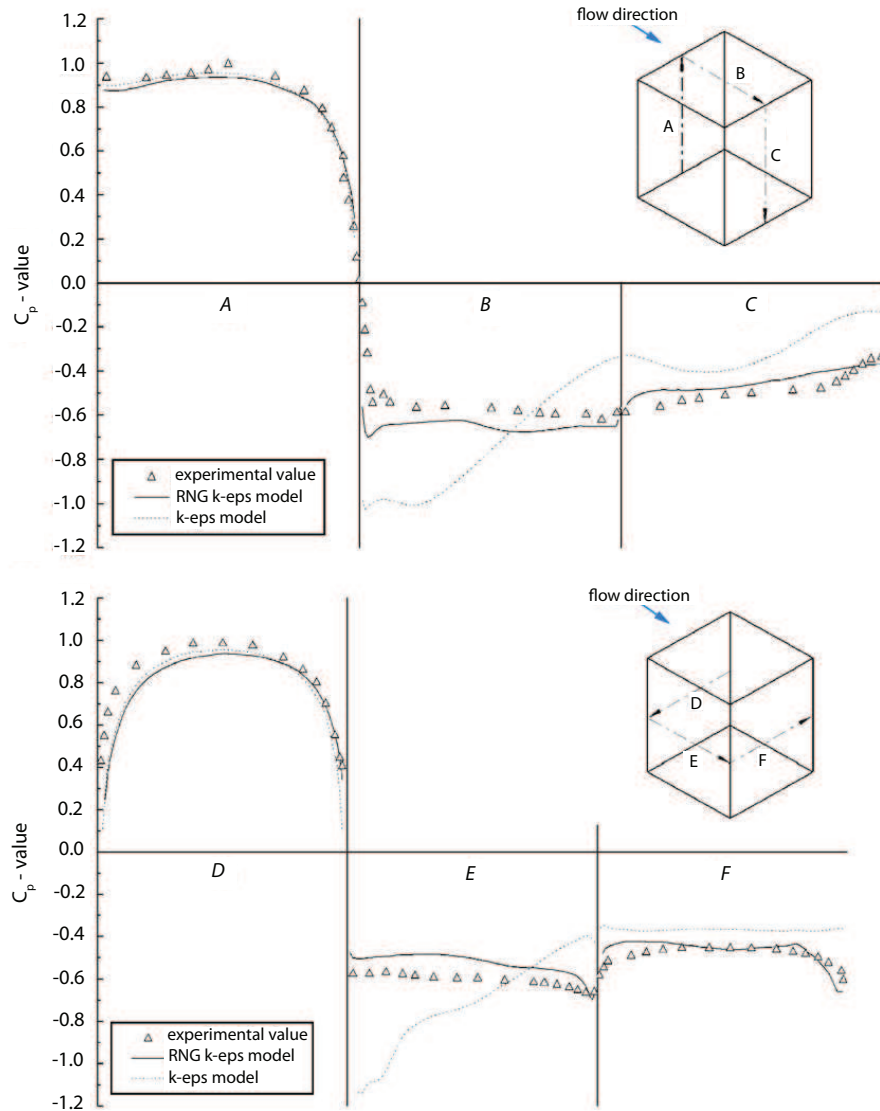 1.2
1.0
0.8
0.6
0.4
0.2
0.0
-0.2
-0.4
-0.6
-0.8
-1.0
-1.2
Cp - value
flow direction
A
B
C
A
B
C
experimental value
RNG k-eps model
k-eps model
1.2
1.0
0.8
0.6
0.4
0.2
0.0
-0.2
-0.4
-0.6
-0.8
-1.0
-1.2
Cp - value
flow direction
D
E
F
D
E
F
experimental value
RNG k-eps model
k-eps model